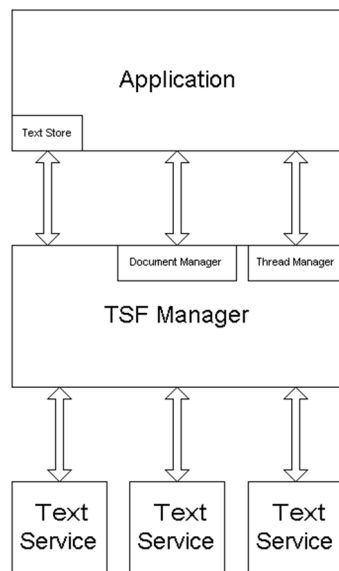 Application
Text Store
Document Manager
Thread Manager
TSF Manager
Text
Service
Text
Service
Text
Service